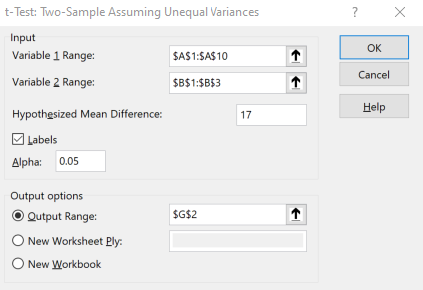 t-Test: Two-Sample Assuming Unequal Variances ? ×
Input
Variable 1 Range: $A$1:$A$10 OK
Variable 2 Range: $B$1:$B$3 Cancel
Hypothesized Mean Difference: 17 Help
Labels
Alpha: 0.05
Output options
Output Range: $G$2
New Worksheet Ply:
New Workbook